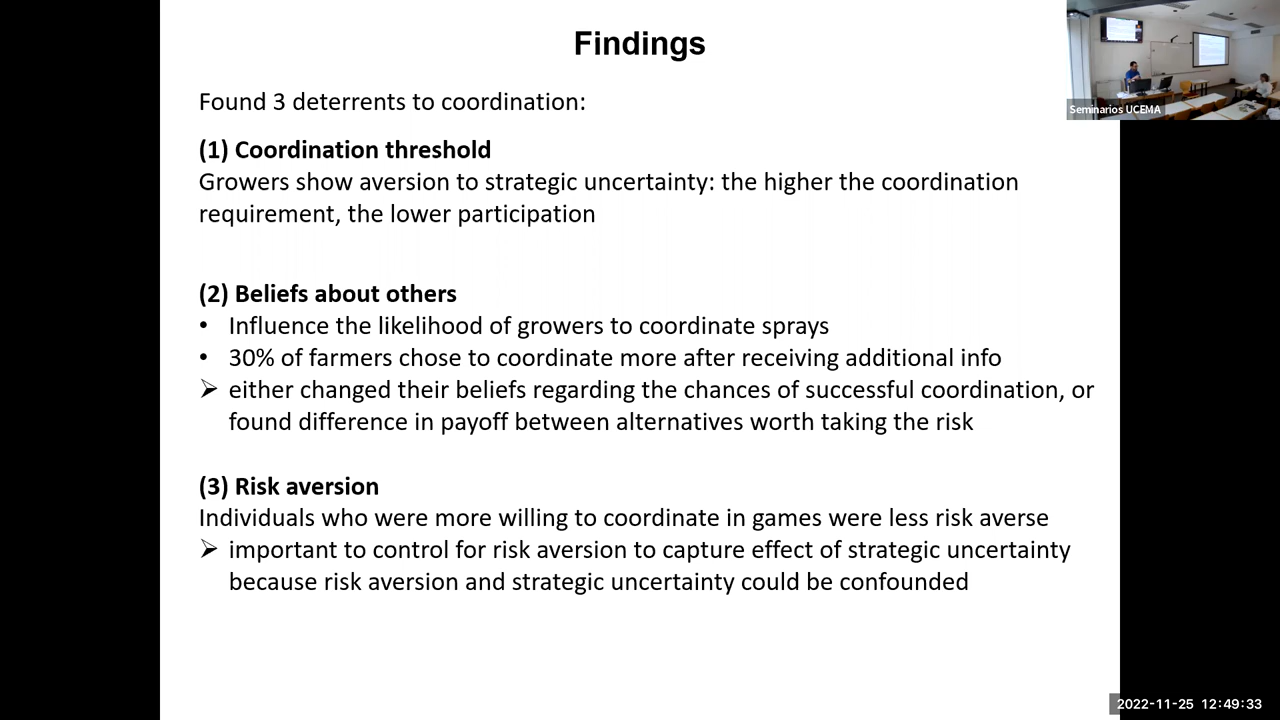 Findings
Found 3 deterrents to coordination:
(1) Coordination threshold
Growers show aversion to strategic uncertainty: the higher the coordination
requirement, the lower participation
(2) Beliefs about others
• Influence the likelihood of growers to coordinate sprays
• 30% of farmers chose to coordinate more after receiving additional info
➢ either changed their beliefs regarding the chances of successful coordination, or
found difference in payoff between alternatives worth taking the risk
(3) Risk aversion
Individuals who were more willing to coordinate in games were less risk averse
➢ important to control for risk aversion to capture effect of strategic uncertainty
because risk aversion and strategic uncertainty could be confounded
Seminarios UCEMA
2022-11-25 12:49:33